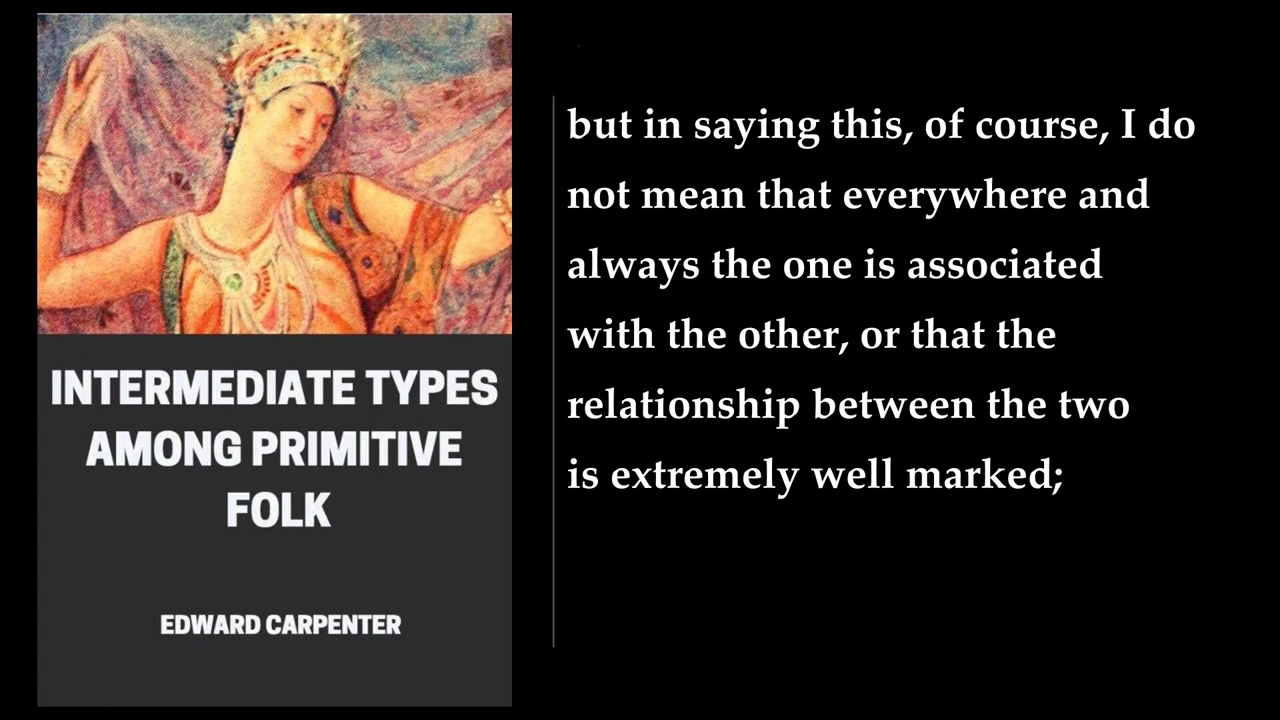 INTERMEDIATE TYPES
AMONG PRIMITIVE
FOLK
EDWARD CARPENTER
but in saying this, of course, I do
not mean that everywhere and
always the one is associated
with the other, or that the
relationship between the two
is extremely well marked;